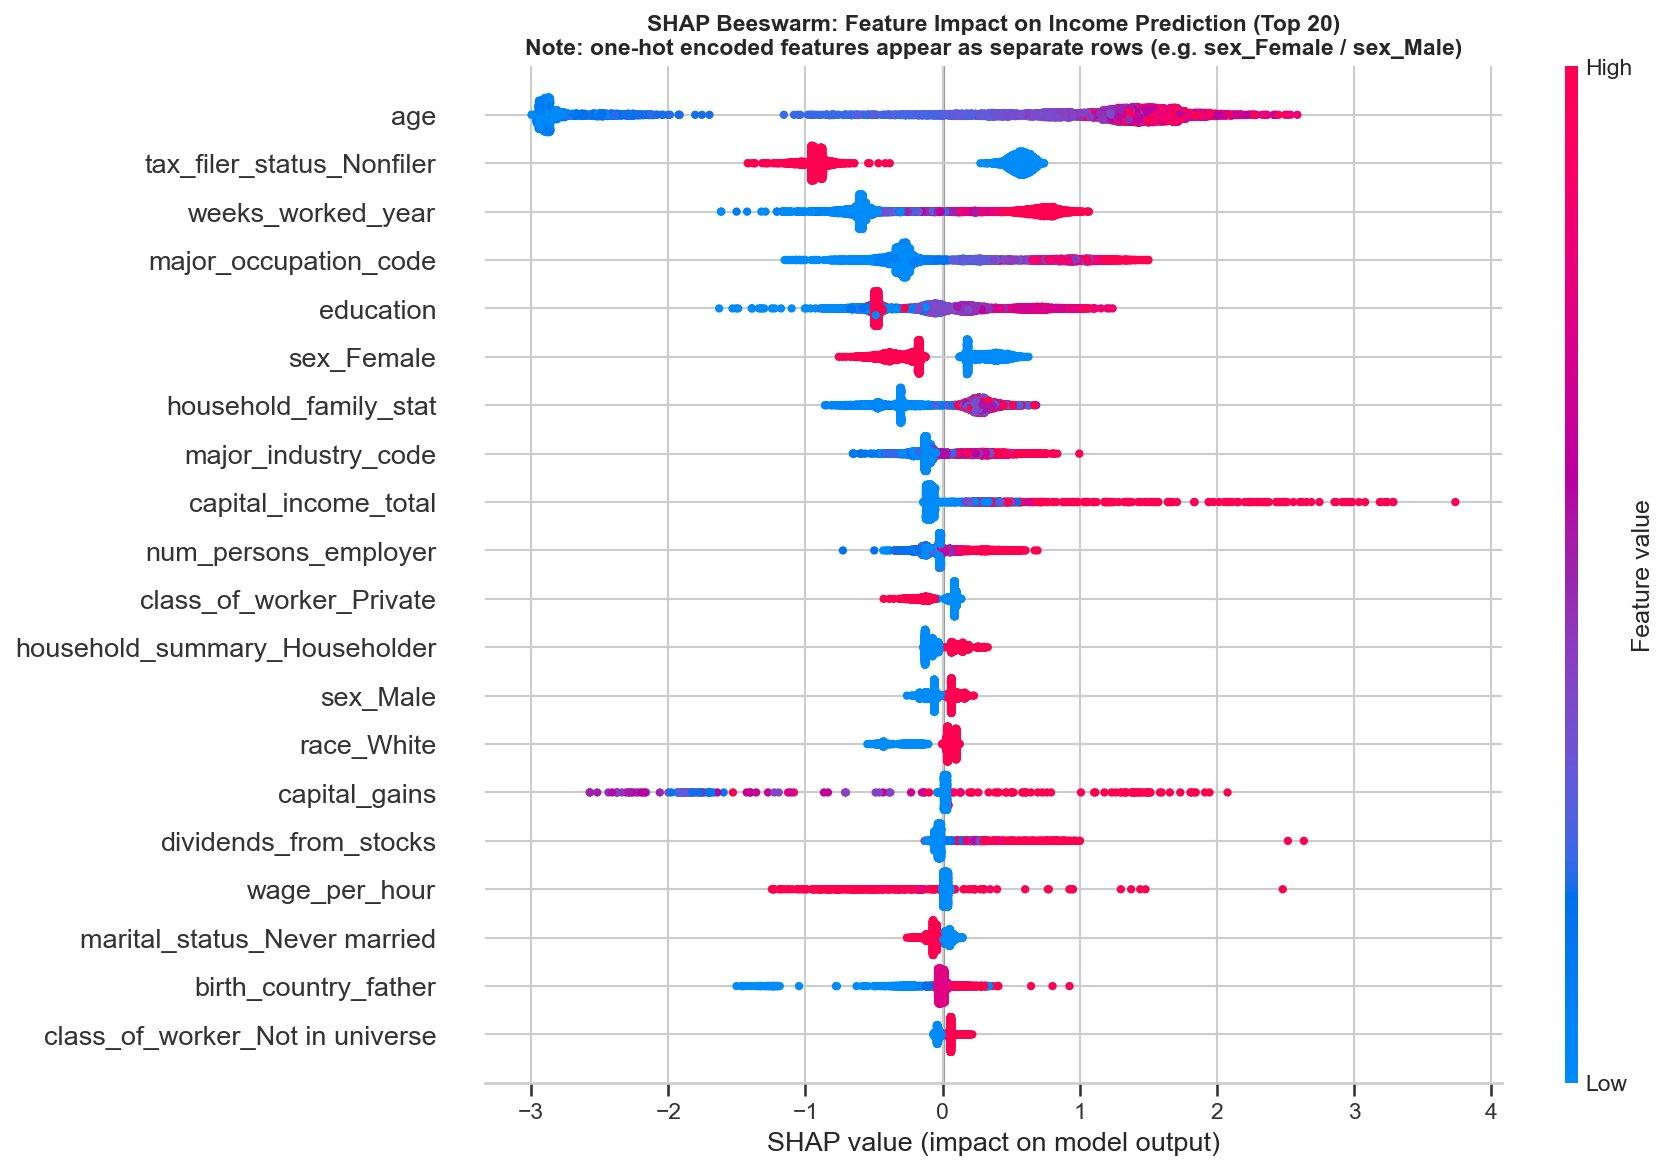 SHAP Beeswarm: Feature Impact on Income Prediction (Top 20)
Note: one-hot encoded features appear as separate rows (e.g. sex_Female / sex_Male)
High
age
tax_filer_status_Nonfiler
weeks_worked_year
major_occupation_code
education
sex_Female
household_family_stat
major_industry_code
capital_income_total
num_persons_employer
class_of_worker_Private
household_summary_Householder
sex_Male
race_White
capital_gains
dividends_from_stocks
wage_per_hour
marital_status_Never married
birth_country_father
class_of_worker_Not in universe
Feature value
Low
−3 −2 −1 0 1 2 3 4
SHAP value (impact on model output)